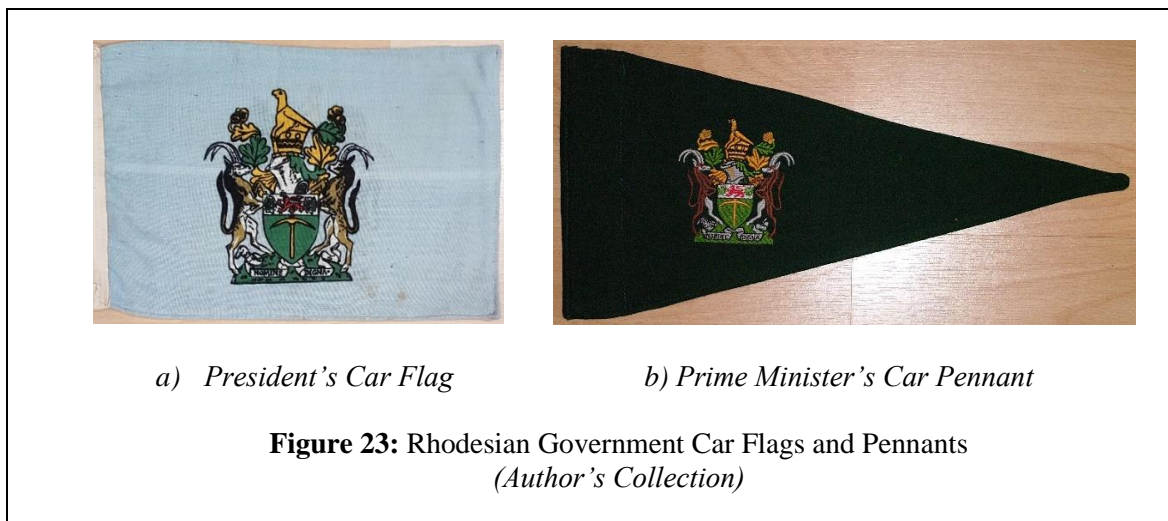 a) President’s Car Flag
b) Prime Minister’s Car Pennant
Figure 23: Rhodesian Government Car Flags and Pennants
(Author’s Collection)